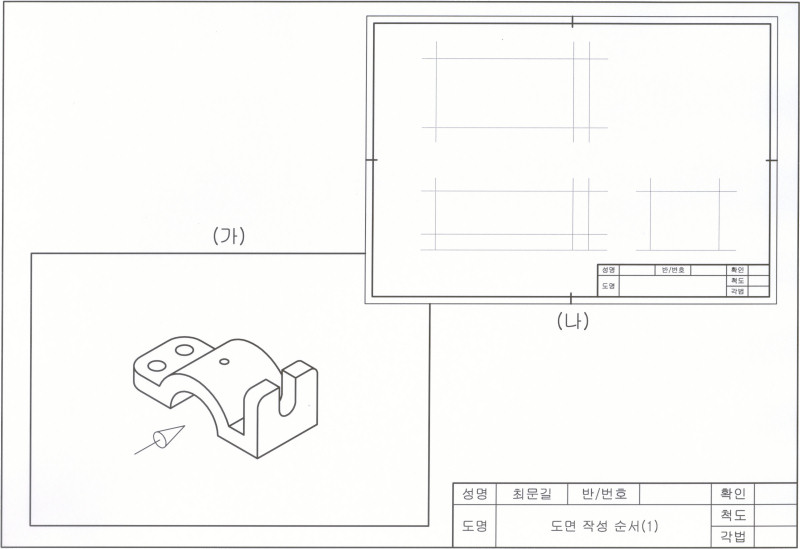 (가)
성명 반/번호 확인
도명 척도
각법
(나)
성명 최문길 반/번호 확인
도명 도면 작성 순서(1) 척도
각법